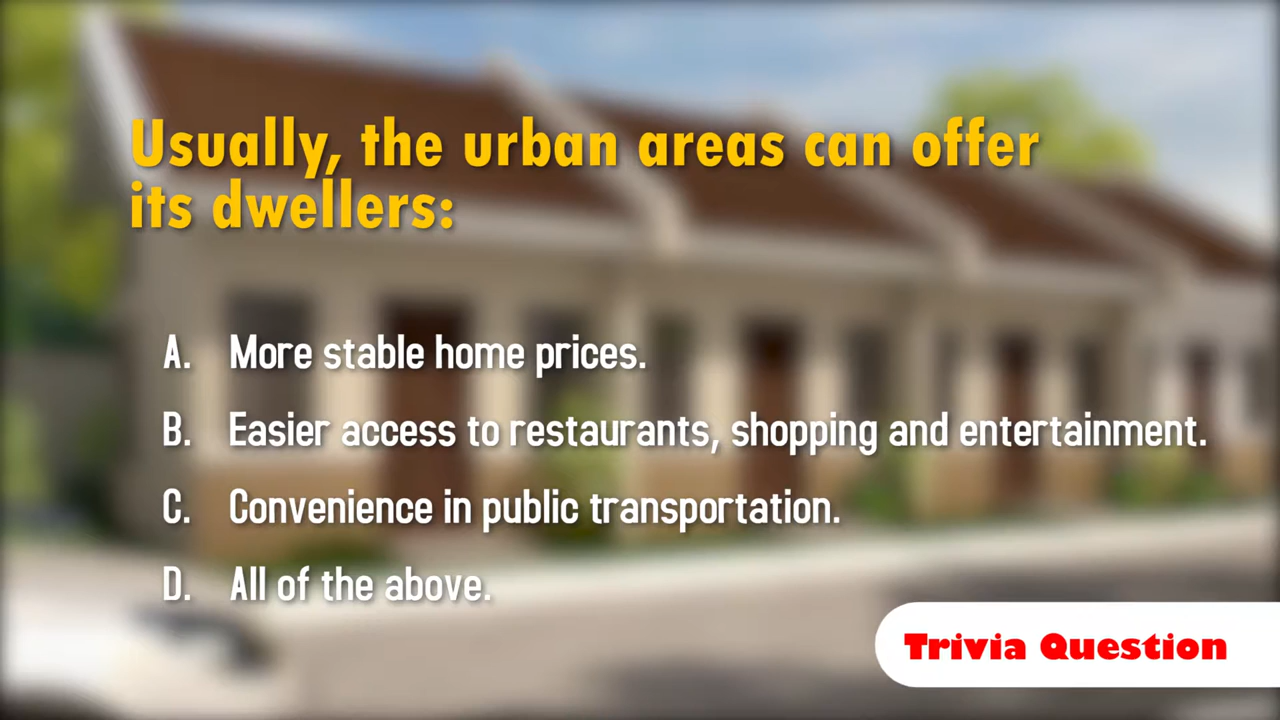 Usually, the urban areas can offer
its dwellers:
A. More stable home prices.
B. Easier access to restaurants, shopping and entertainment.
C. Convenience in public transportation.
D. All of the above.
Trivia Question